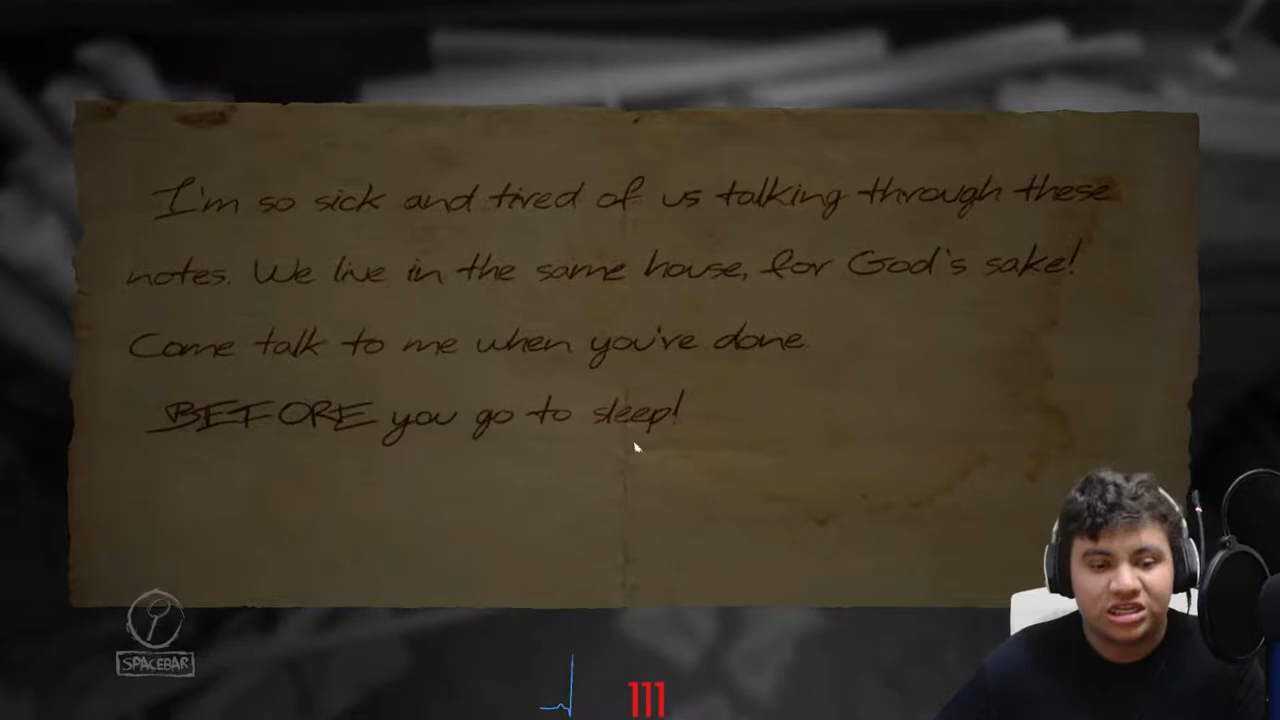 I'm so sick and tired of us talking through these
notes. We live in the same house, for God's sake!
Come talk to me when you're done.
BEFORE you go to sleep!
SPACEBAR
111